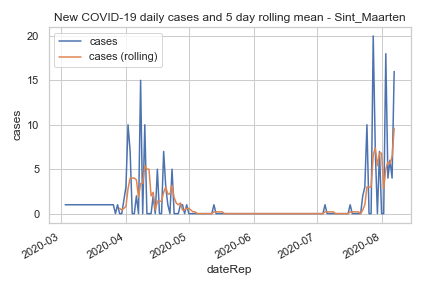 New COVID-19 daily cases and 5 day rolling mean - Sint_Maarten
cases
cases (rolling)
20
15
10
5
0
cases
2020-03
2020-04
2020-05
2020-06
2020-07
2020-08
dateRep